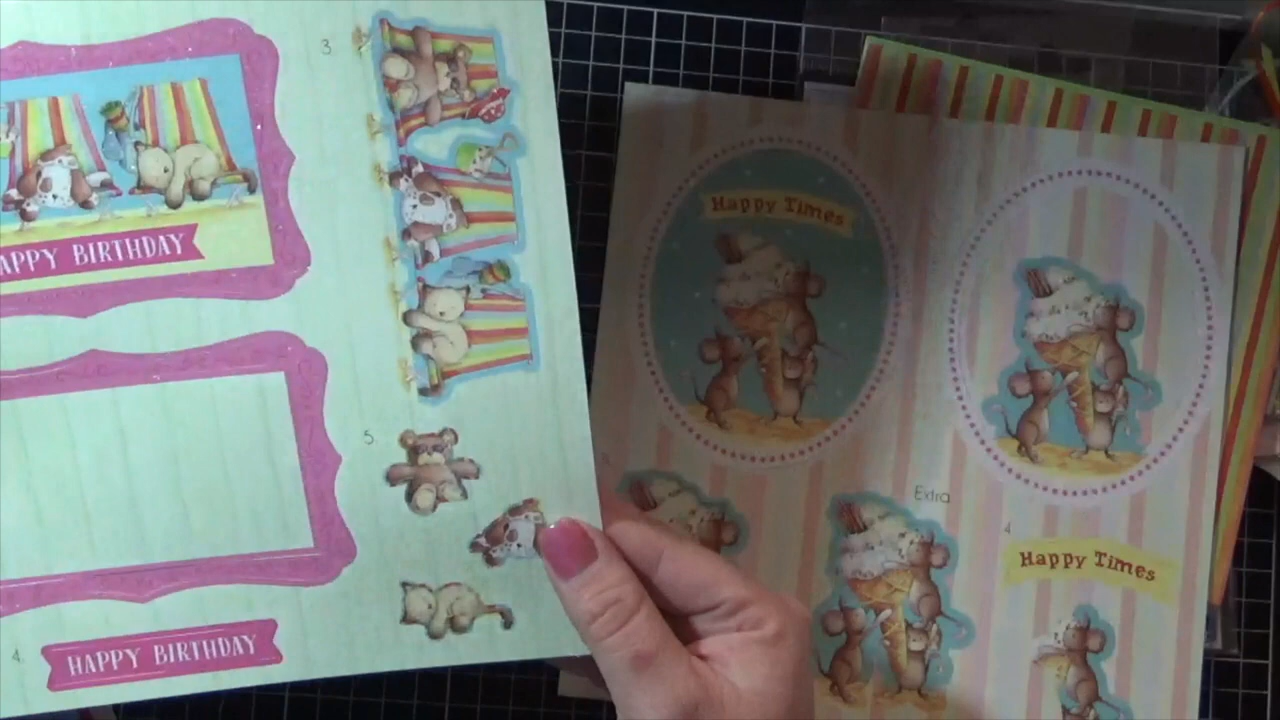 3.
APPY BIRTHDAY
5.
4.
HAPPY BIRTHDAY
Happy Times
Extra
4
Happy Times